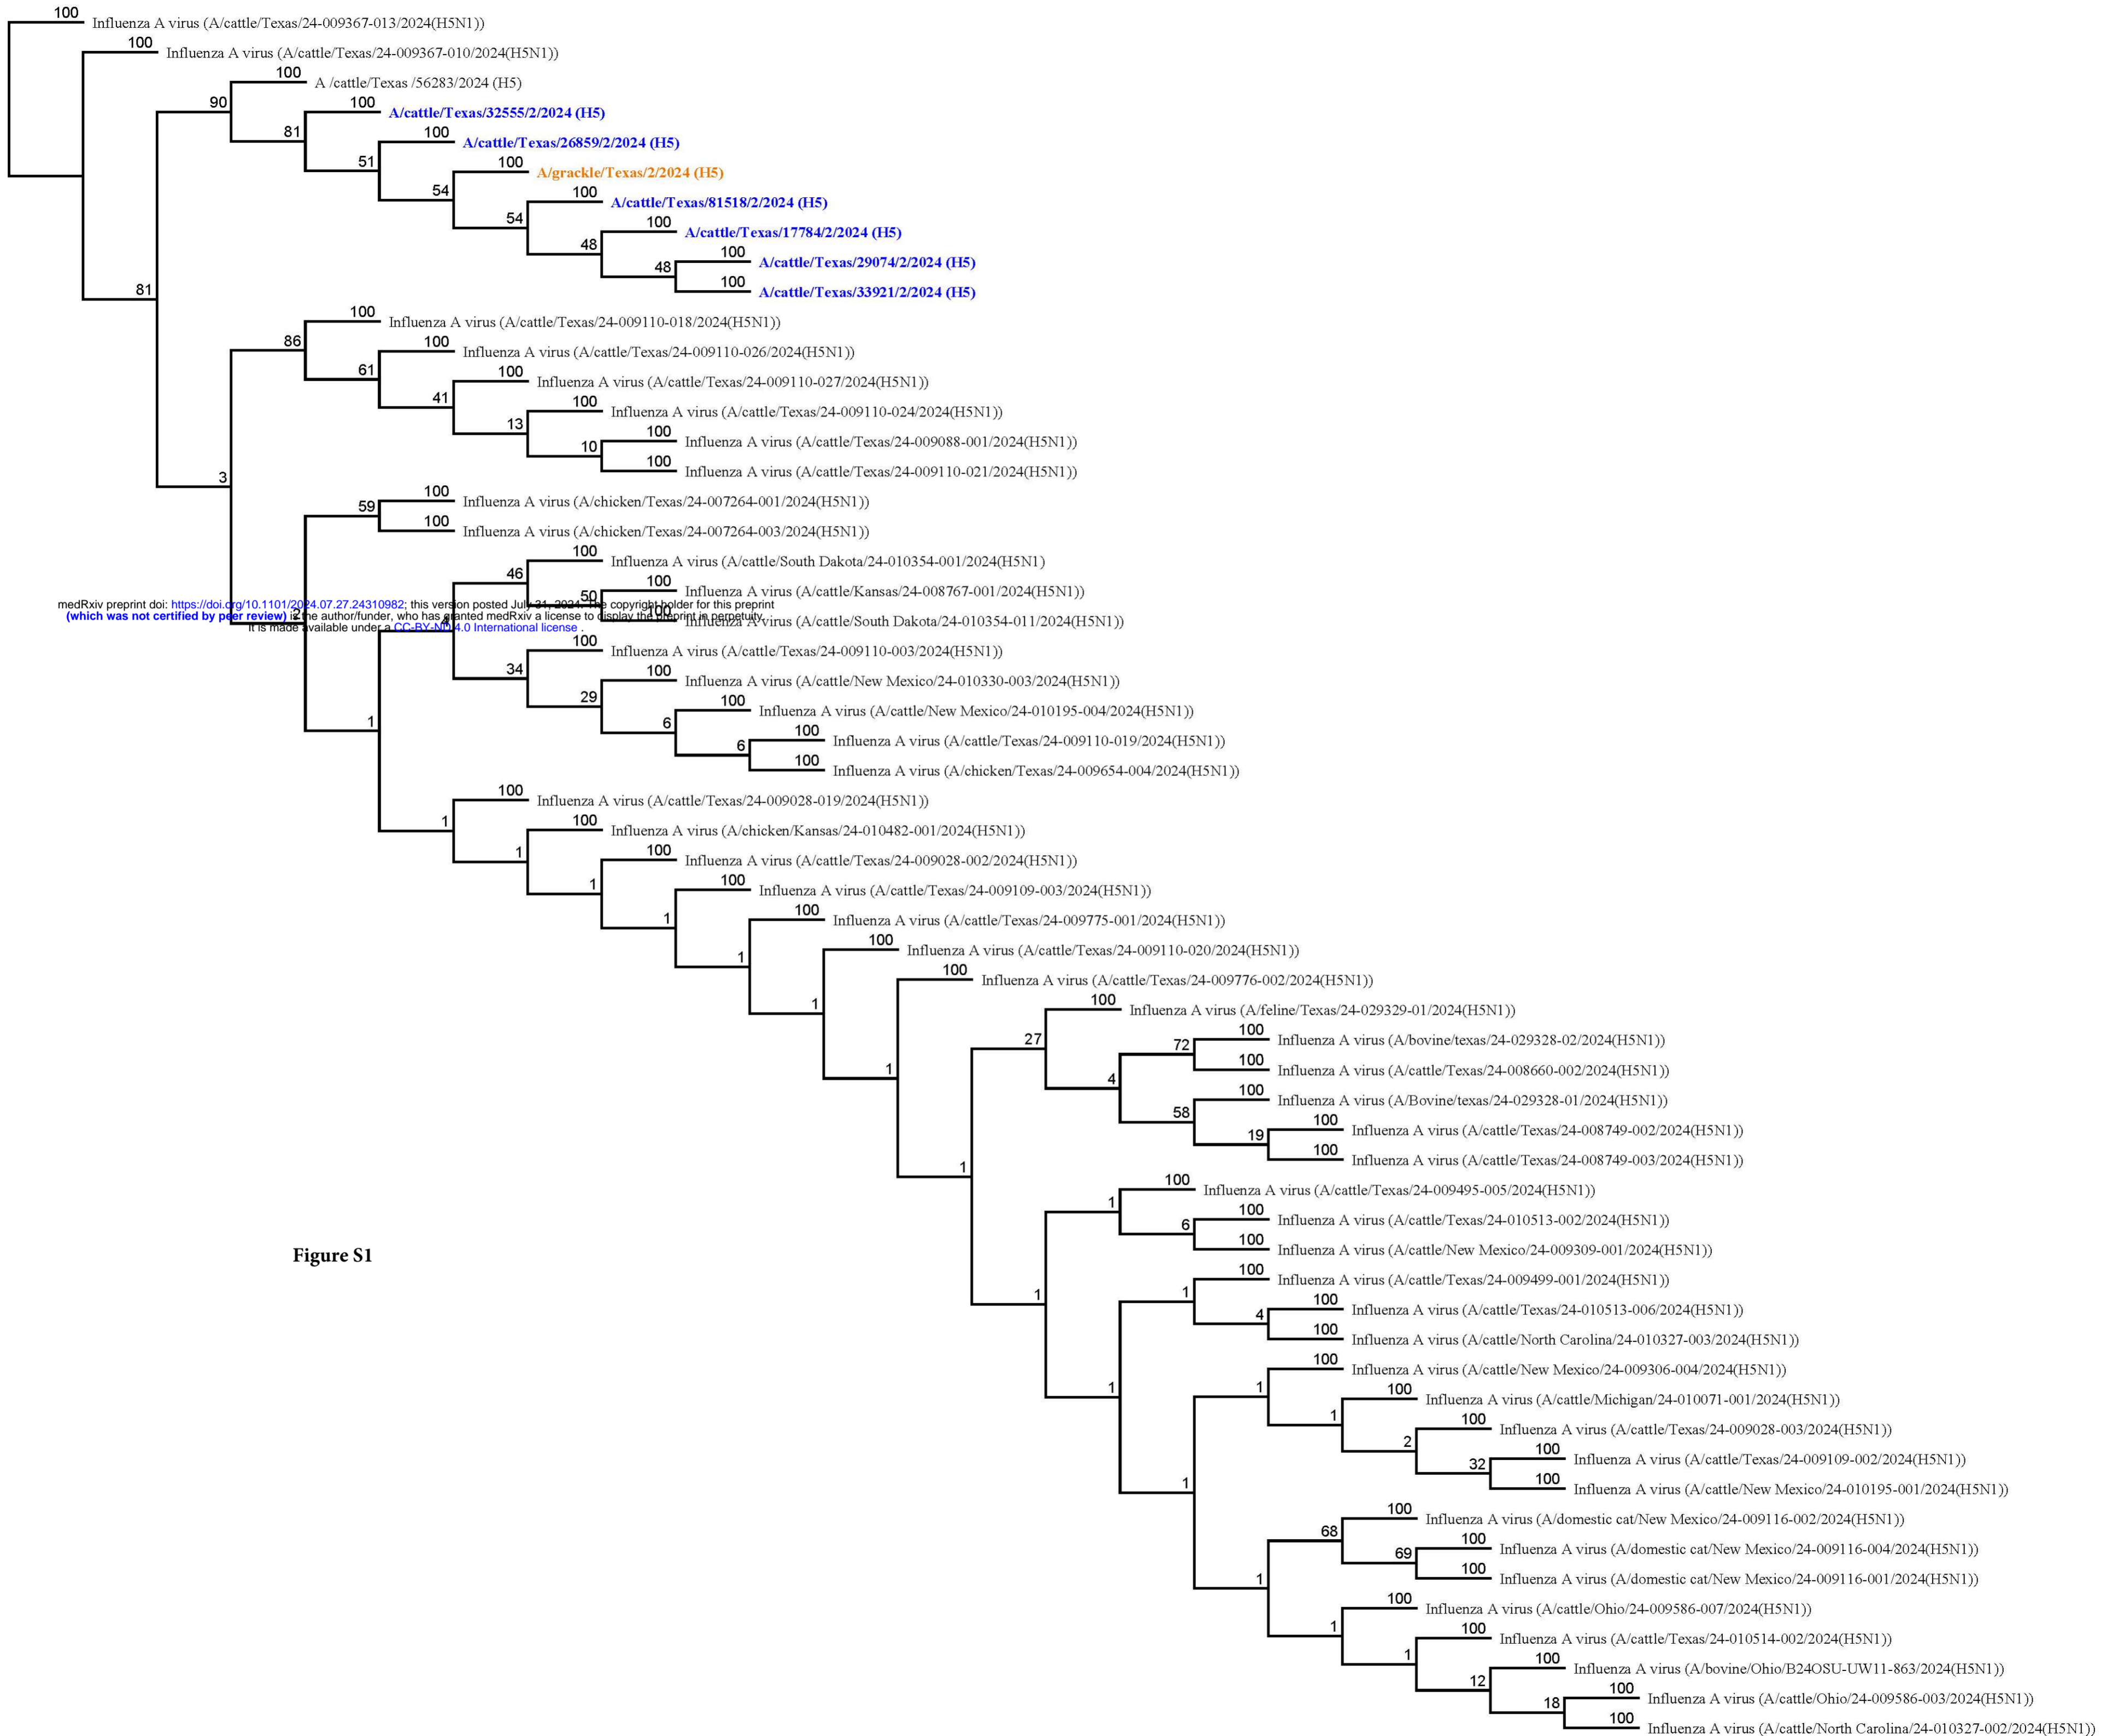 100
Influenza A virus (A/cattle/Texas/24-009367-013/2024(H5N1))
100
Influenza A virus (A/cattle/Texas/24-009367-010/2024(H5N1))
100
A /cattle/Texas /56283/2024 (H5)
90
100
A/cattle/Texas/32555/2/2024 (H5)
81
100
A/cattle/Texas/26859/2/2024 (H5)
51
100
A/grackle/Texas/2/2024 (H5)
54
100
A/cattle/Texas/81518/2/2024 (H5)
54
100
A/cattle/Texas/17784/2/2024 (H5)
48
100
A/cattle/Texas/29074/2/2024 (H5)
48
100
A/cattle/Texas/33921/2/2024 (H5)
81
100
Influenza A virus (A/cattle/Texas/24-009110-018/2024(H5N1))
86
100
Influenza A virus (A/cattle/Texas/24-009110-026/2024(H5N1))
61
100
Influenza A virus (A/cattle/Texas/24-009110-027/2024(H5N1))
41
100
Influenza A virus (A/cattle/Texas/24-009110-024/2024(H5N1))
13
100
Influenza A virus (A/cattle/Texas/24-009088-001/2024(H5N1))
10
100
Influenza A virus (A/cattle/Texas/24-009110-021/2024(H5N1))
3
100
Influenza A virus (A/chicken/Texas/24-007264-001/2024(H5N1))
59
100
Influenza A virus (A/chicken/Texas/24-007264-003/2024(H5N1))
100
Influenza A virus (A/cattle/South Dakota/24-010354-001/2024(H5N1)
46
100
Influenza A virus (A/cattle/Kansas/24-008767-001/2024(H5N1))
50
medRxiv preprint doi: https://doi.org/10.1101/2024.07.27.24310982; this version posted July 31, 2024. The copyright holder for this preprint
(which was not certified by peer review) is the author/funder, who has granted medRxiv a license to display the preprint in perpetuity.
It is made available under a CC-BY-ND 4.0 International license .
100
Influenza A virus (A/cattle/South Dakota/24-010354-011/2024(H5N1))
2
4
100
Influenza A virus (A/cattle/Texas/24-009110-003/2024(H5N1))
34
100
Influenza A virus (A/cattle/New Mexico/24-010330-003/2024(H5N1))
29
100
Influenza A virus (A/cattle/New Mexico/24-010195-004/2024(H5N1))
6
1
100
Influenza A virus (A/cattle/Texas/24-009110-019/2024(H5N1))
6
100
Influenza A virus (A/chicken/Texas/24-009654-004/2024(H5N1))
100
Influenza A virus (A/cattle/Texas/24-009028-019/2024(H5N1))
1
100
Influenza A virus (A/chicken/Kansas/24-010482-001/2024(H5N1))
1
100
Influenza A virus (A/cattle/Texas/24-009028-002/2024(H5N1))
1
100
Influenza A virus (A/cattle/Texas/24-009109-003/2024(H5N1))
1
100
Influenza A virus (A/cattle/Texas/24-009775-001/2024(H5N1))
1
100
Influenza A virus (A/cattle/Texas/24-009110-020/2024(H5N1))
1
100
Influenza A virus (A/cattle/Texas/24-009776-002/2024(H5N1))
1
100
Influenza A virus (A/feline/Texas/24-029329-01/2024(H5N1))
27
100
Influenza A virus (A/bovine/texas/24-029328-02/2024(H5N1))
72
100
Influenza A virus (A/cattle/Texas/24-008660-002/2024(H5N1))
4
100
Influenza A virus (A/Bovine/texas/24-029328-01/2024(H5N1))
58
100
Influenza A virus (A/cattle/Texas/24-008749-002/2024(H5N1))
19
100
Influenza A virus (A/cattle/Texas/24-008749-003/2024(H5N1))
1
100
Influenza A virus (A/cattle/Texas/24-009495-005/2024(H5N1))
1
100
Influenza A virus (A/cattle/Texas/24-010513-002/2024(H5N1))
6
100
Influenza A virus (A/cattle/New Mexico/24-009309-001/2024(H5N1))
Figure S1
100
Influenza A virus (A/cattle/Texas/24-009499-001/2024(H5N1))
1
1
100
Influenza A virus (A/cattle/Texas/24-010513-006/2024(H5N1))
4
100
Influenza A virus (A/cattle/North Carolina/24-010327-003/2024(H5N1))
100
Influenza A virus (A/cattle/New Mexico/24-009306-004/2024(H5N1))
1
1
100
Influenza A virus (A/cattle/Michigan/24-010071-001/2024(H5N1))
1
100
Influenza A virus (A/cattle/Texas/24-009028-003/2024(H5N1))
2
100
Influenza A virus (A/cattle/Texas/24-009109-002/2024(H5N1))
32
100
Influenza A virus (A/cattle/New Mexico/24-010195-001/2024(H5N1))
1
100
Influenza A virus (A/domestic cat/New Mexico/24-009116-002/2024(H5N1))
68
100
Influenza A virus (A/domestic cat/New Mexico/24-009116-004/2024(H5N1))
69
100
Influenza A virus (A/domestic cat/New Mexico/24-009116-001/2024(H5N1))
1
100
Influenza A virus (A/cattle/Ohio/24-009586-007/2024(H5N1))
1
100
Influenza A virus (A/cattle/Texas/24-010514-002/2024(H5N1))
1
100
Influenza A virus (A/bovine/Ohio/B24OSU-UW11-863/2024(H5N1))
12
100
Influenza A virus (A/cattle/Ohio/24-009586-003/2024(H5N1))
18
100
Influenza A virus (A/cattle/North Carolina/24-010327-002/2024(H5N1))